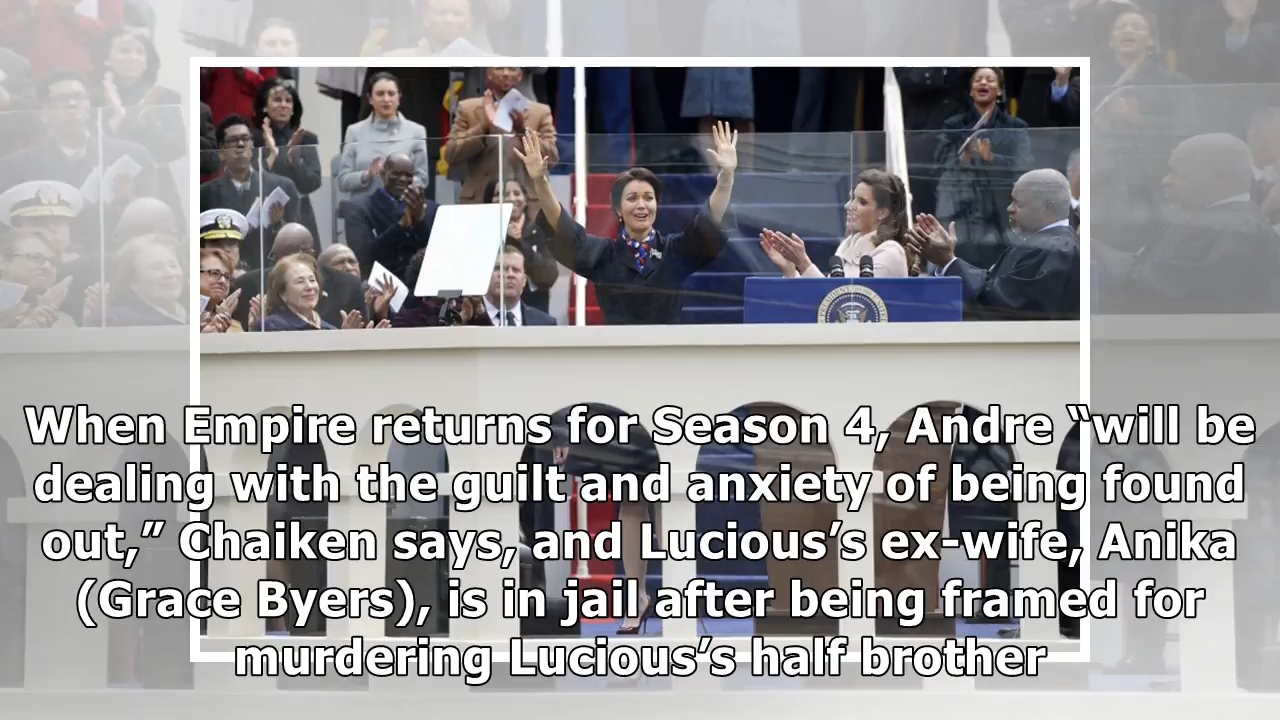 When Empire returns for Season 4, Andre “will be
dealing with the guilt and anxiety of being found
out,” Chaiken says, and Lucious’s ex-wife, Anika
(Grace Byers), is in jail after being framed for
murdering Lucious’s half brother